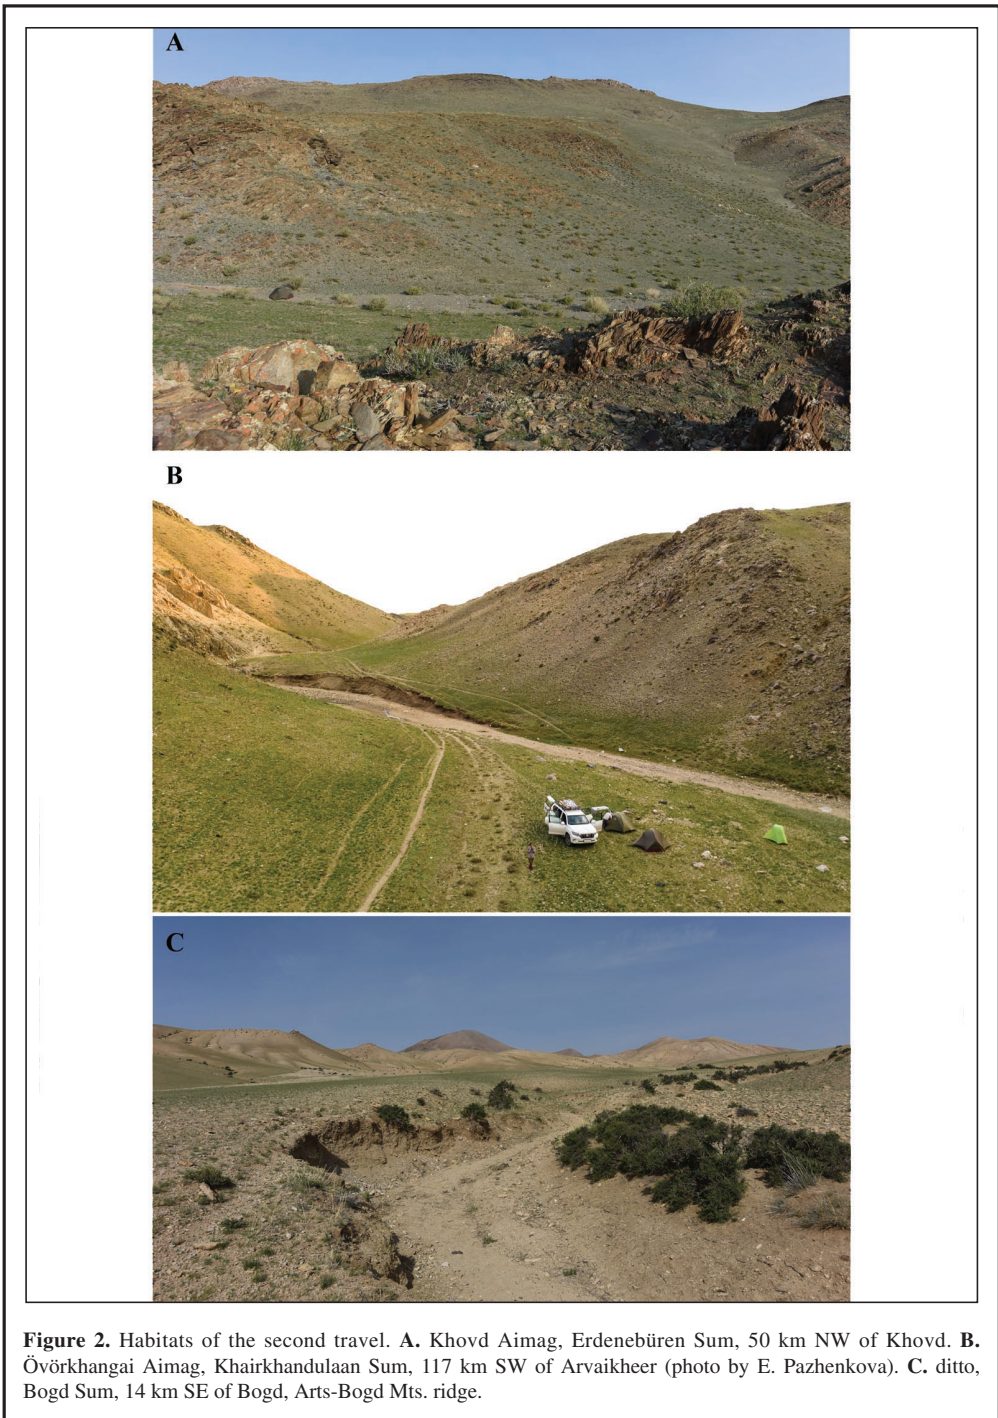 A
B
C
Figure 2. Habitats of the second travel. A. Khovd Aimag, Erdenebüren Sum, 50 km NW of Khovd. B.
Övörkhangai Aimag, Khairkhandulaan Sum, 117 km SW of Arvaikheer (photo by E. Pazhenkova). C. ditto,
Bogd Sum, 14 km SE of Bogd, Arts-Bogd Mts. ridge.